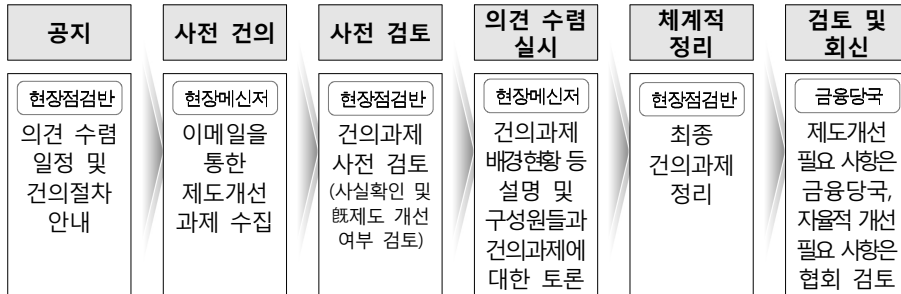 공지
사전 건의
사전 검토
의견 수렴
실시
체계적
정리
검토 및
회신
현장점검반
의견 수렴
일정 및
건의절차
안내
현장메신저
이메일을
통한
제도개선
과제 수집
현장점검반
건의과제
사전 검토
(사실확인 및
旣제도 개선
여부 검토)
현장메신저
건의과제
배경현황 등
설명 및
구성원들과
건의과제에
대한 토론
현장점검반
최종
건의과제
정리
금융당국
제도개선
필요 사항은
금융당국,
자율적 개선
필요 사항은
협회 검토